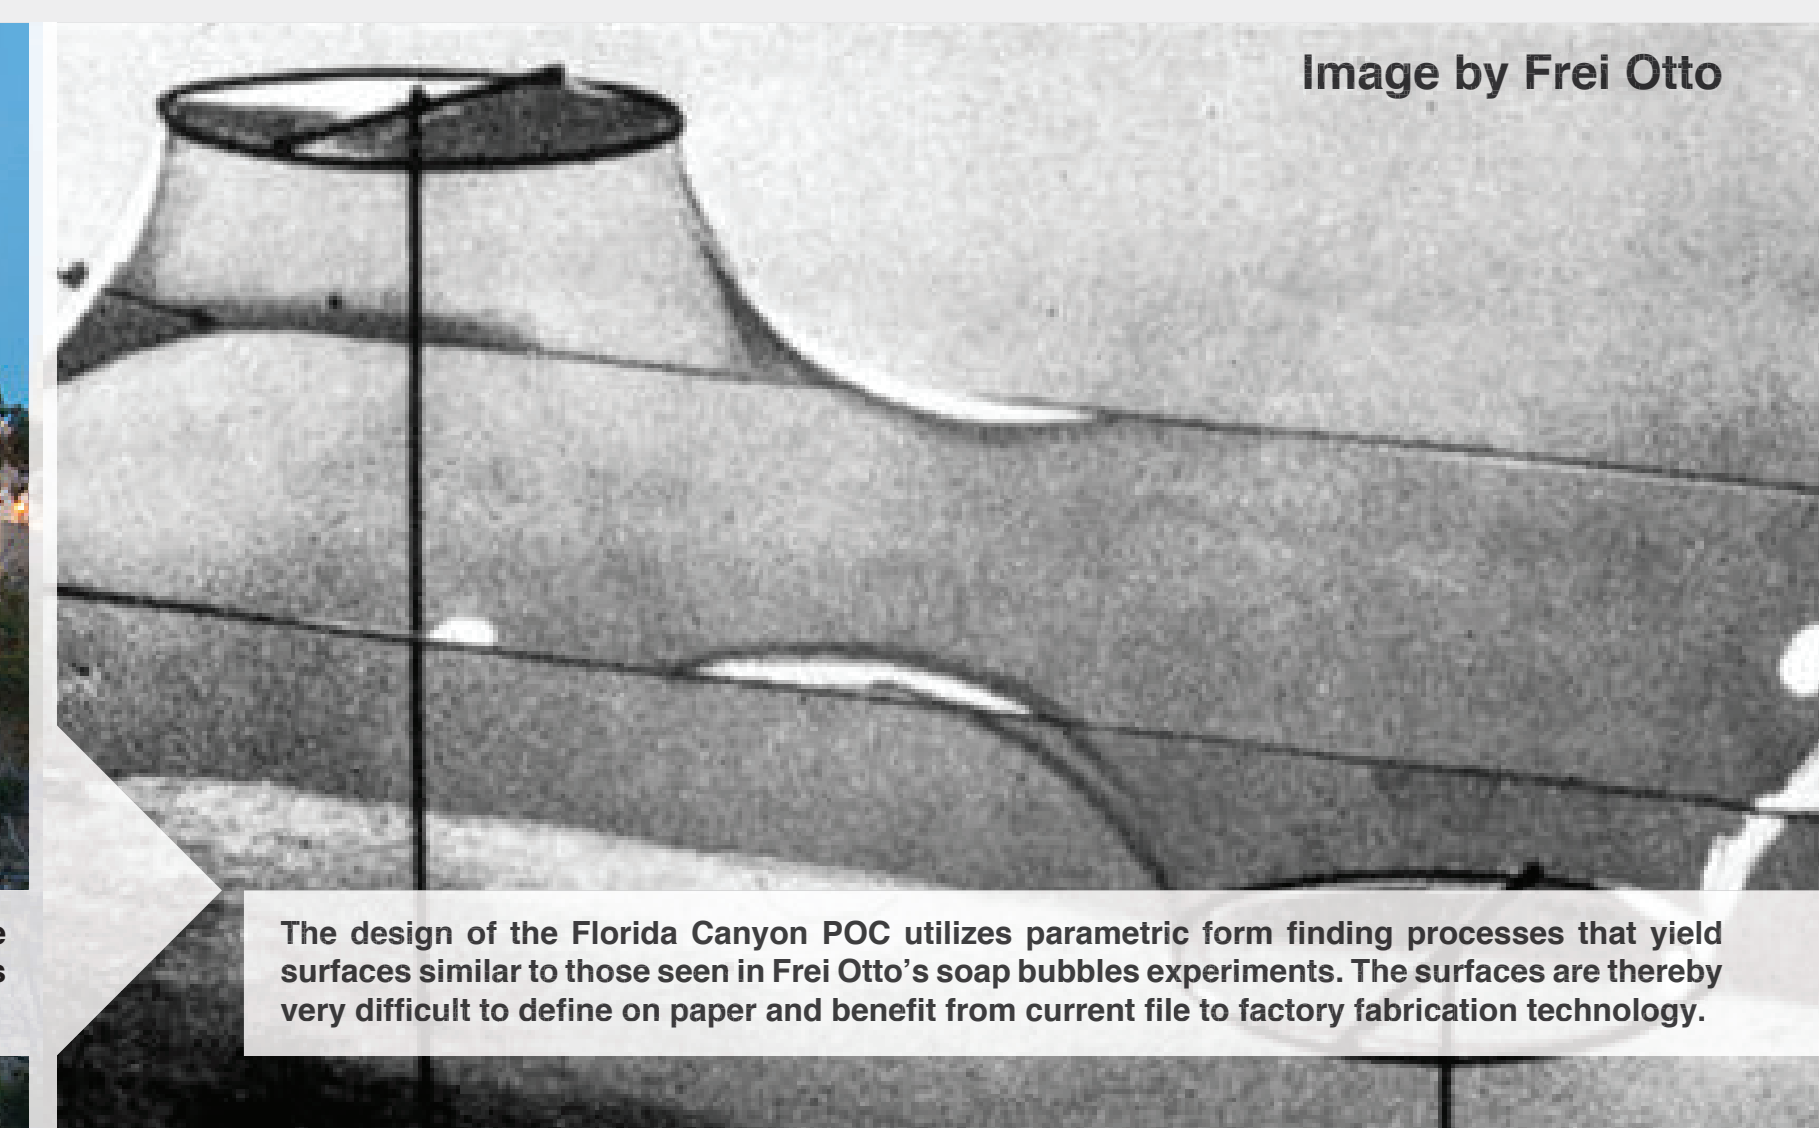 Image by Frei Otto
e
s
The design of the Florida Canyon POC utilizes parametric form finding processes that yield
surfaces similar to those seen in Frei Otto’s soap bubbles experiments. The surfaces are thereby
very difficult to define on paper and benefit from current file to factory fabrication technology.